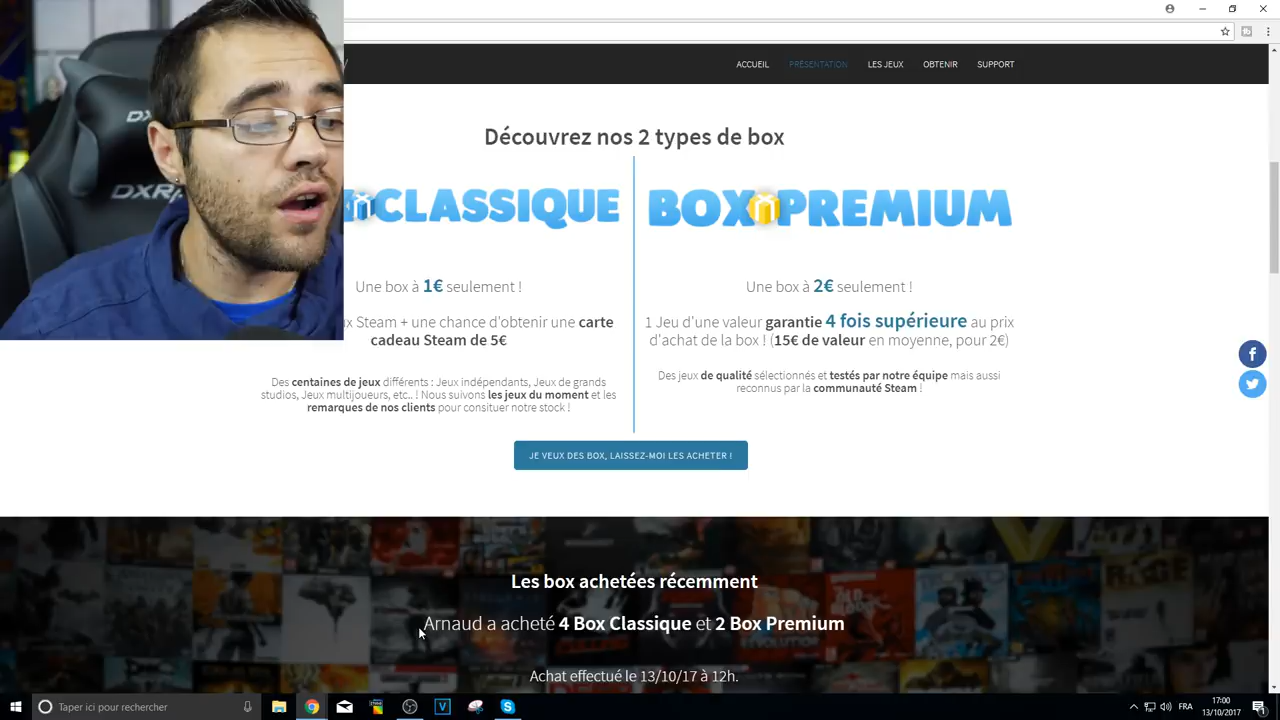 ACCUEIL PRÉSENTATION LES JEUX OBTENIR SUPPORT
Découvrez nos 2 types de box
CLASSIQUE
BOX PREMIUM
Une box à 1€ seulement !
Une box à 2€ seulement !
Steam + une chance d'obtenir une carte
cadeau Steam de 5€
1 Jeu d'une valeur garantie 4 fois supérieure au prix
d'achat de la box ! (15€ de valeur en moyenne, pour 2€)
Des centaines de jeux différents : Jeux indépendants, Jeux de grands
studios, Jeux multijoueurs, etc.. ! Nous suivons les jeux du moment et les
remarques de nos clients pour consituer notre stock !
Des jeux de qualité sélectionnés et testés par notre équipe mais aussi
reconnus par la communauté Steam !
JE VEUX DES BOX, LAISSEZ-MOI LES ACHETER !
Les box achetées récemment
Arnaud a acheté 4 Box Classique et 2 Box Premium
Achat effectué le 13/10/17 à 12h.
Taper ici pour rechercher
FRA
17:00
13/10/2017